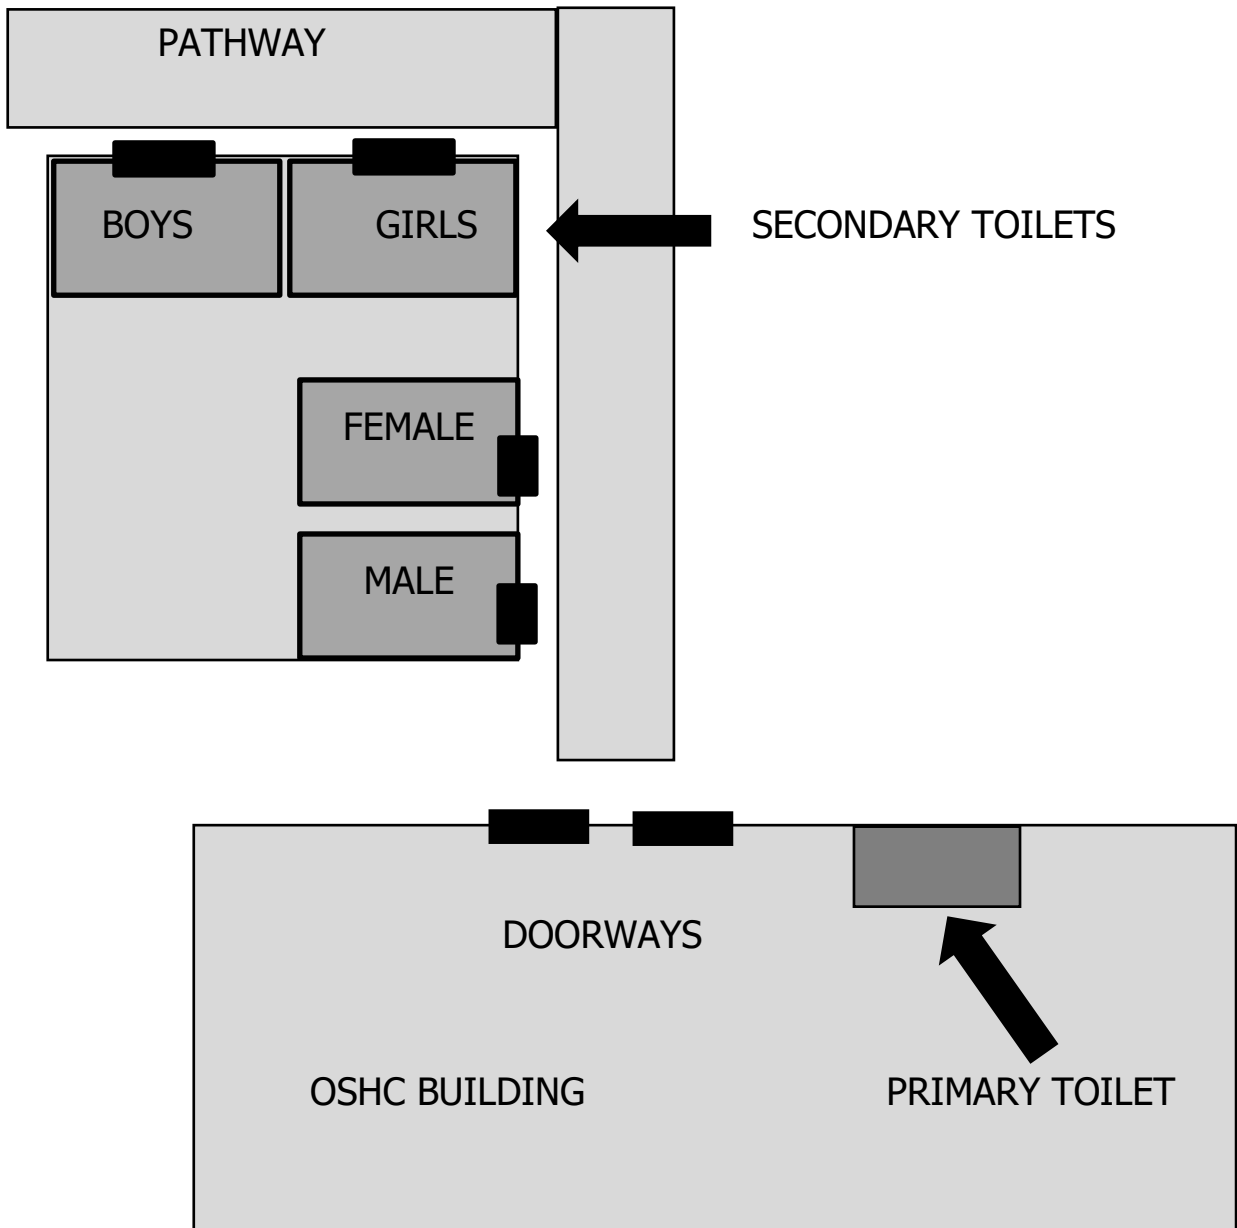 PATHWAY
BOYS
GIRLS
SECONDARY TOILETS
FEMALE
MALE
DOORWAYS
OSHC BUILDING
PRIMARY TOILET